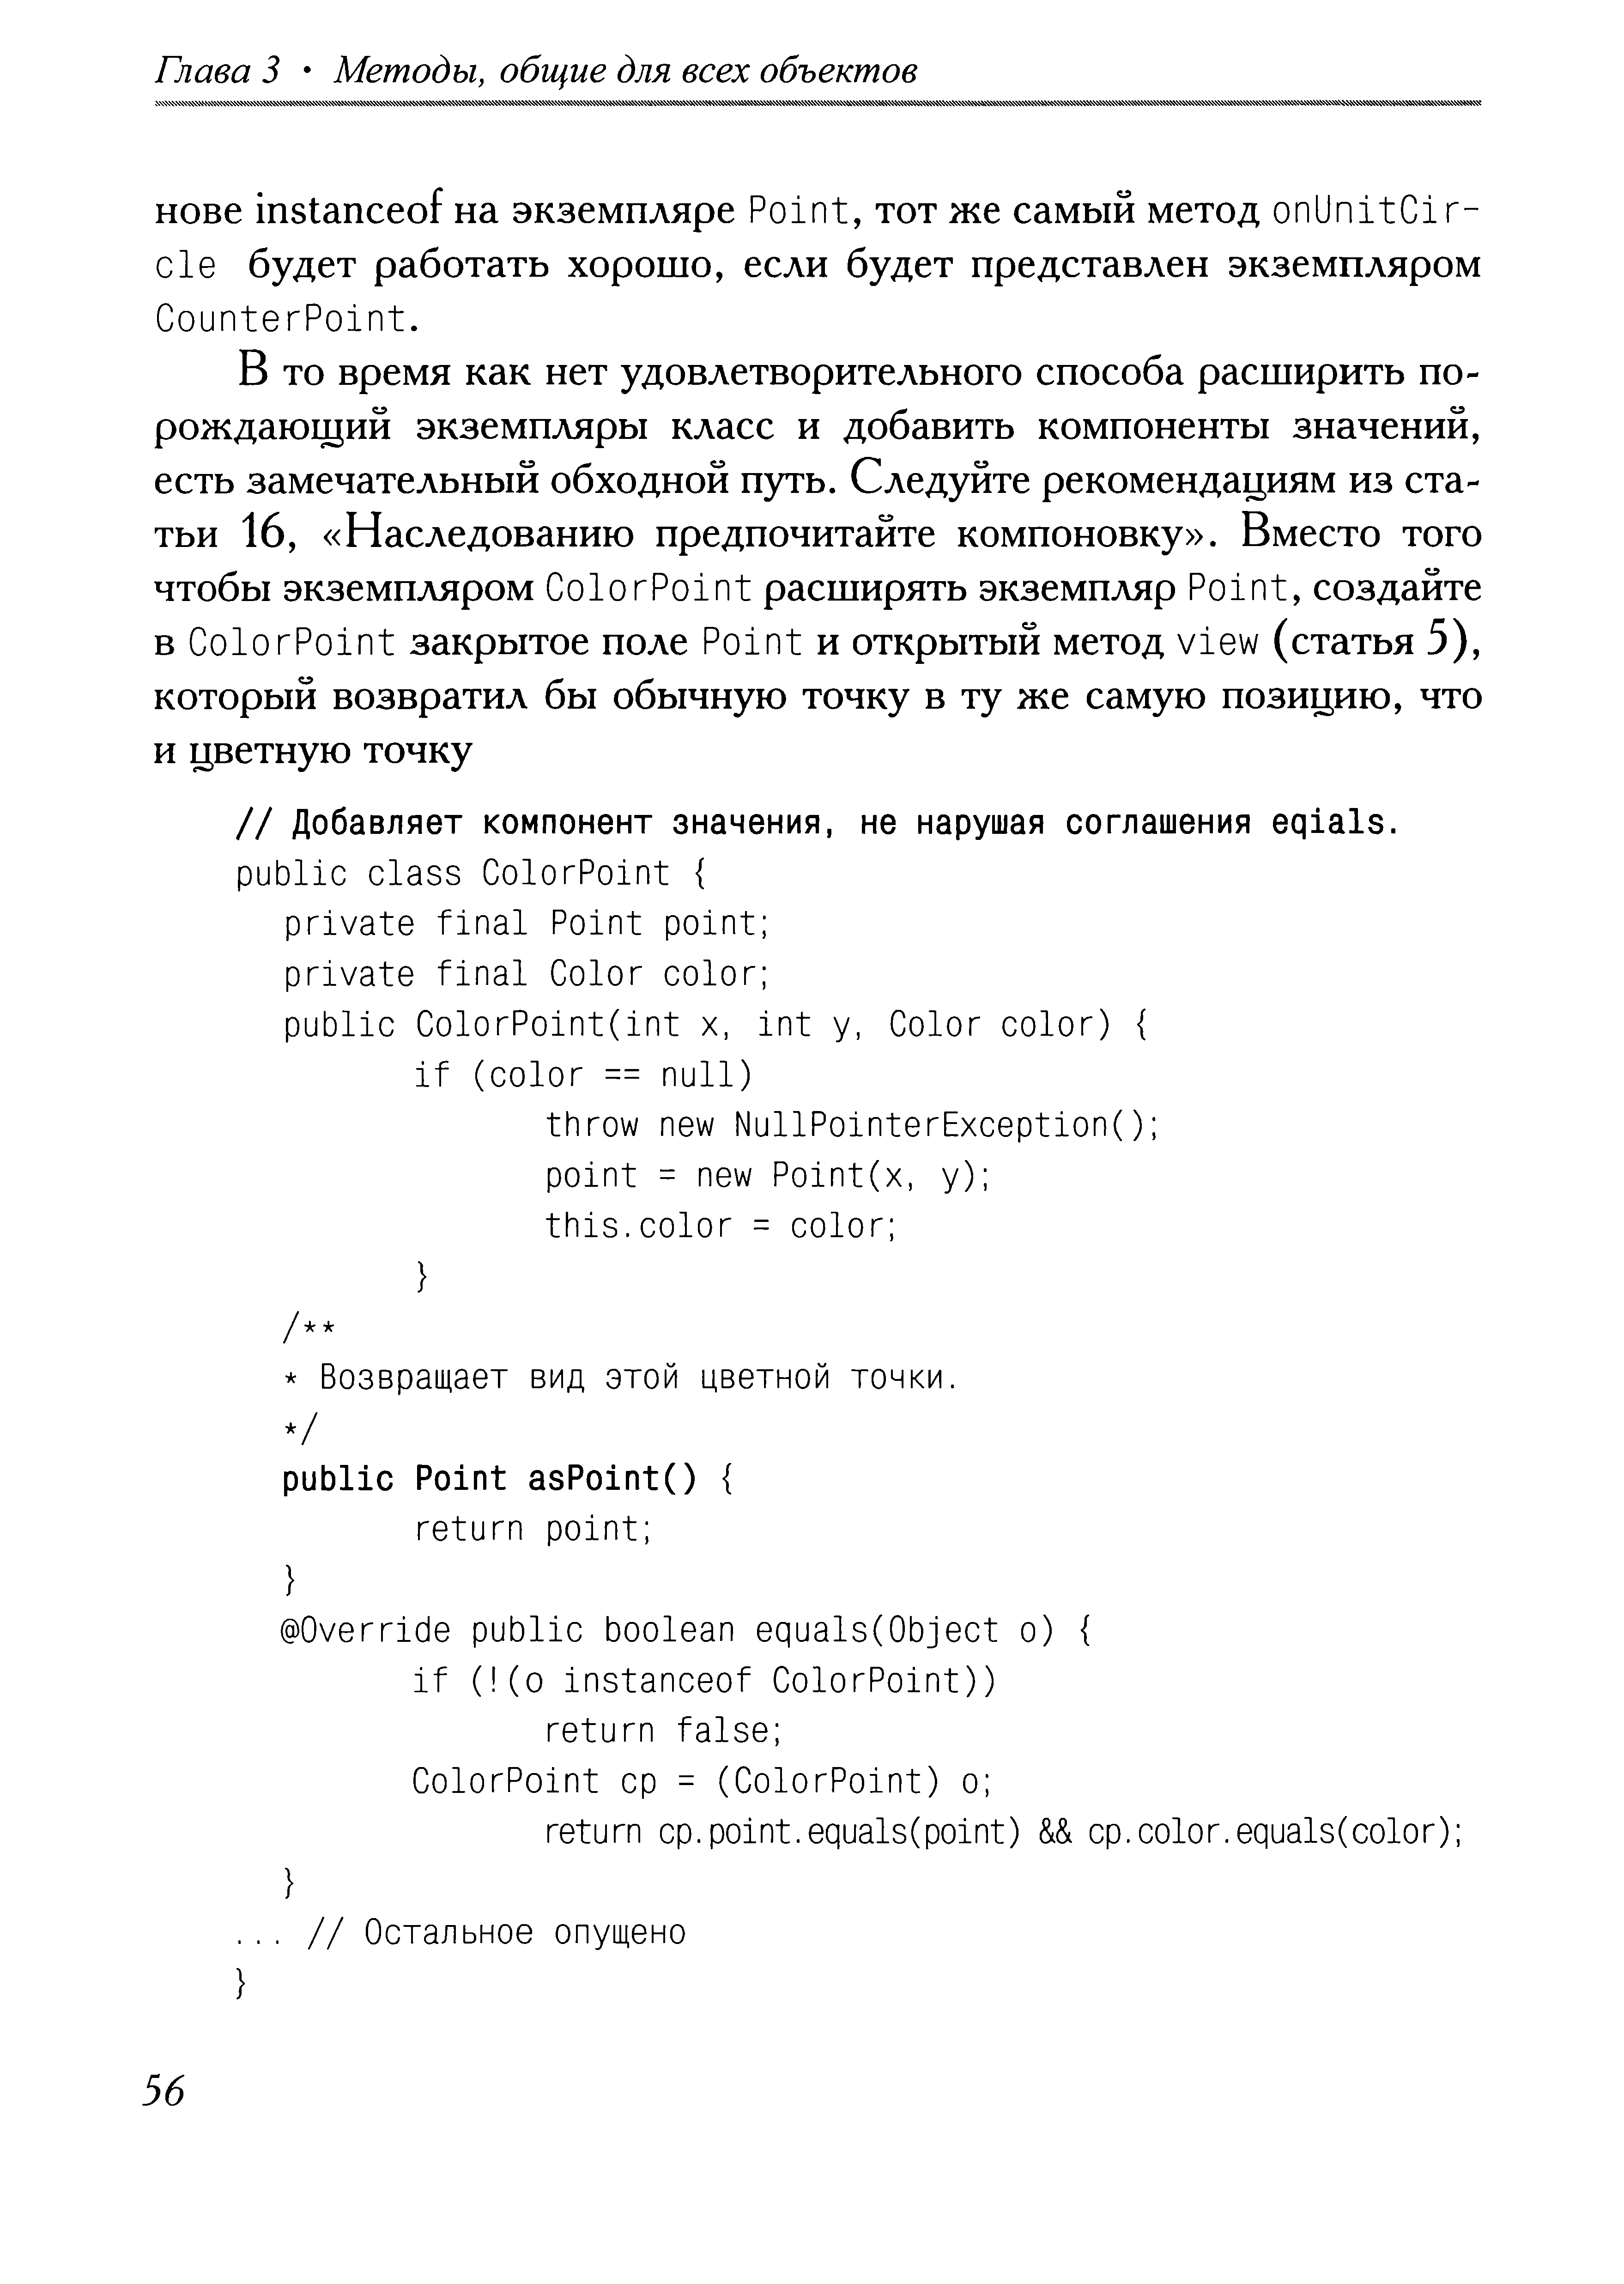 Глава 3 · Методы, общие для всех объектов
нове instanceof на экземпляре Point, тот же самый метод onUnitCir-
cle будет работать хорошо, если будет представлен экземпляром
CounterPoint.
В то время как нет удовлетворительного способа расширить по-
рождающий экземпляры класс и добавить компоненты значений,
есть замечательный обходной путь. Следуйте рекомендациям из ста-
тьи 16, «Наследованию предпочитайте компоновку». Вместо того
чтобы экземпляром ColorPoint расширять экземпляр Point, создайте
в ColorPoint закрытое поле Point и открытый метод view (статья 5),
который возвратил бы обычную точку в ту же самую позицию, что
и цветную точку
// Добавляет компонент значения, не нарушая соглашения eqials.
public class ColorPoint {
private final Point point;
private final Color color;
public ColorPoint(int x, int y, Color color) {
if (color == null)
throw new NullPointerException();
point = new Point(x, y);
this.color = color;
}
/**
* Возвращает вид этой цветной точки.
*/
public Point asPoint() {
return point;
}
@Override public boolean equals(Object o) {
if (!(o instanceof ColorPoint))
return false;
ColorPoint cp = (ColorPoint) o;
return cp.point.equals(point) && cp.color.equals(color);
}
... // Остальное опущено
}
56